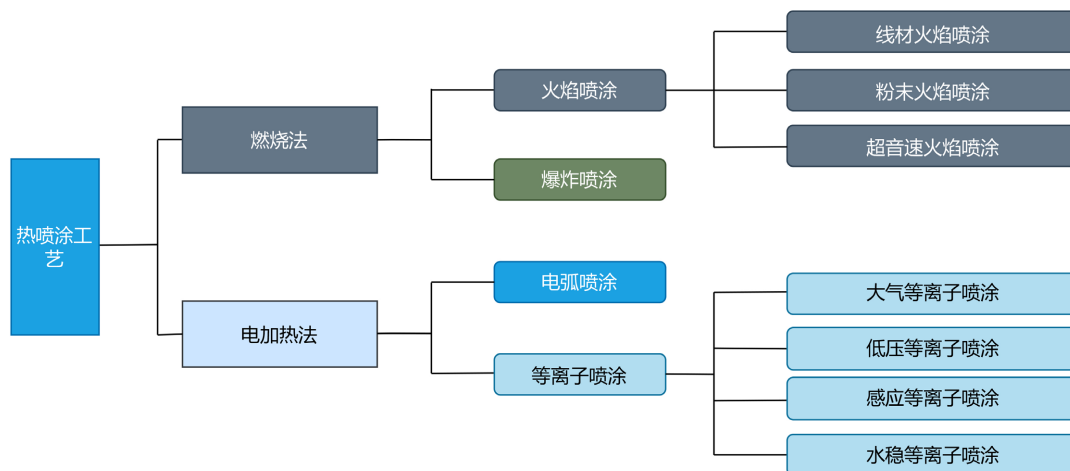 热喷涂工
艺
燃烧法
火焰喷涂
线材火焰喷涂
粉末火焰喷涂
超音速火焰喷涂
爆炸喷涂
电加热法
电弧喷涂
等离子喷涂
大气等离子喷涂
低压等离子喷涂
感应等离子喷涂
水稳等离子喷涂